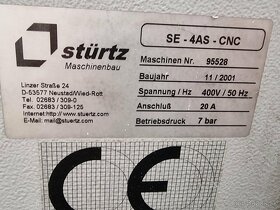 stürtz
Maschinenbau
Linzer Straße 24
D-53577 Neustadt/Wied-Rott
Tel. 02683 / 309-0
Fax 02683 / 309-125
Internet:http://www.stuertz.com
E-Mail: mail@stuertz.com
SE - 4AS - CNC
Maschinen Nr. 95528
Baujahr 11 / 2001
Spannung / Hz 400V / 50 Hz
Anschluß 20 A
Betriebsdruck 7 bar
CE